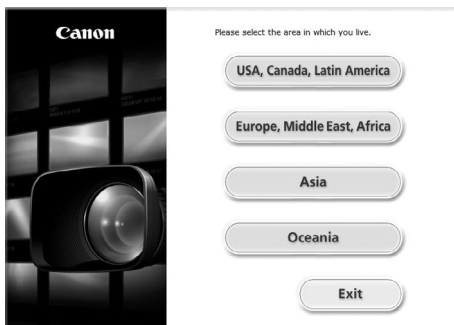 Canon
Please select the area in which you live.
USA, Canada, Latin America
Europe, Middle East, Africa
Asia
Oceania
Exit